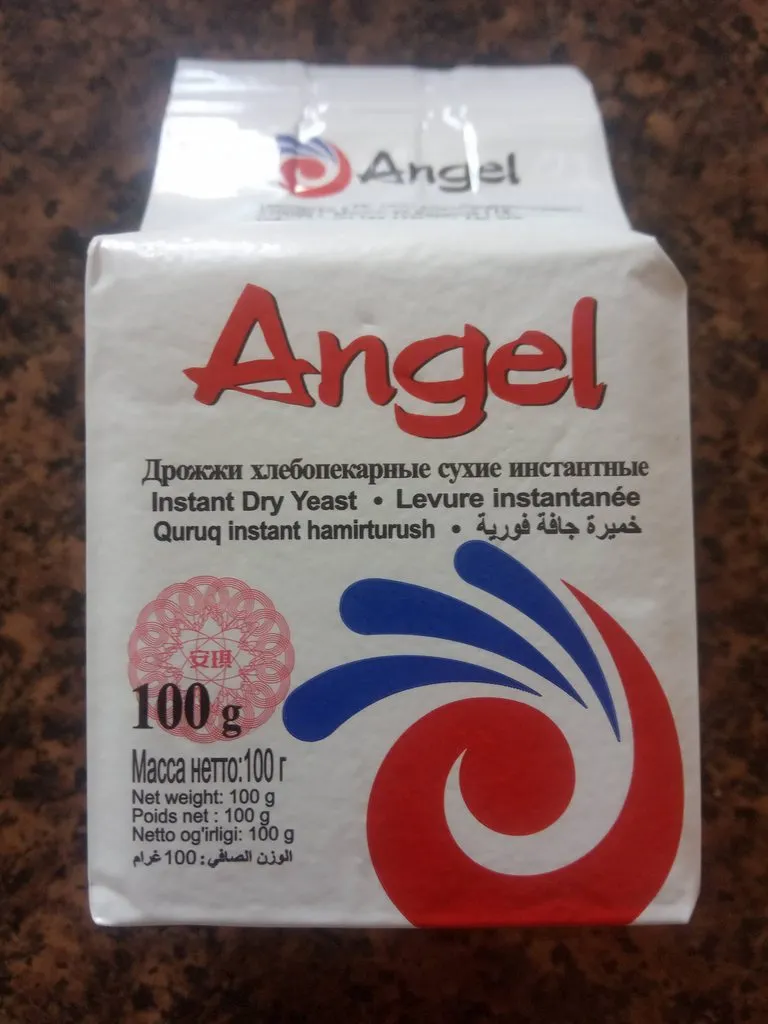 Angel
Angel
Дрожжи хлебопекарные сухие инстантные
Instant Dry Yeast • Levure instantanée
Quruq instant hamirturush • خميرة جافة فورية
安琪
100 g
Масса нетто:100 г
Net weight: 100 g
Poids net : 100 g
Netto og'irligi: 100 g
الوزن الصافي: 100 غرام